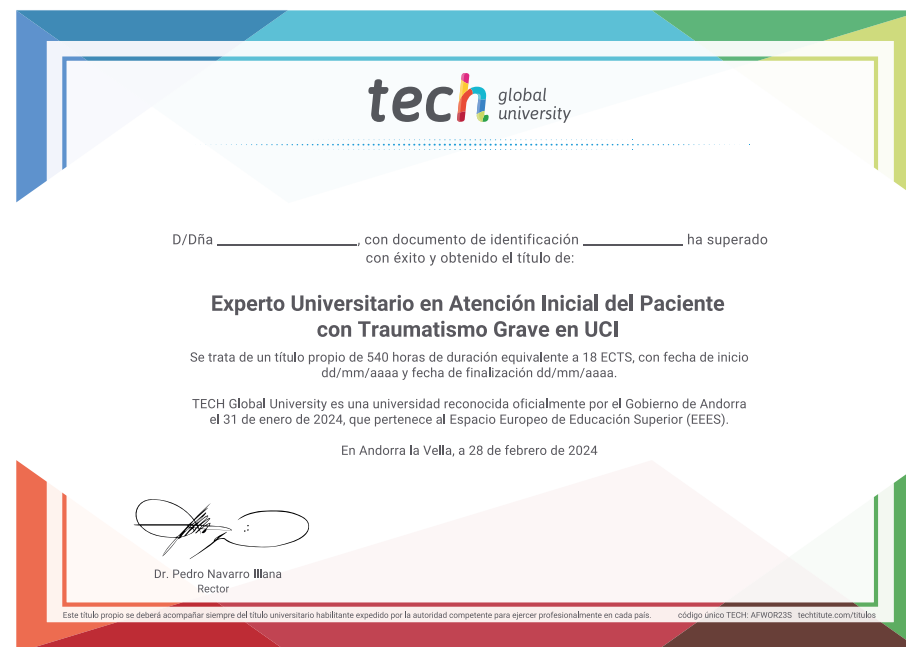 tech global university
D/Dña ____________, con documento de identificación ____________ ha superado
con éxito y obtenido el título de:
Experto Universitario en Atención Inicial del Paciente
con Traumatismo Grave en UCI
Se trata de un título propio de 540 horas de duración equivalente a 18 ECTS, con fecha de inicio
dd/mm/aaaa y fecha de finalización dd/mm/aaaa.
TECH Global University es una universidad reconocida oficialmente por el Gobierno de Andorra
el 31 de enero de 2024, que pertenece al Espacio Europeo de Educación Superior (EEES).
En Andorra la Vella, a 28 de febrero de 2024
Dr. Pedro Navarro Illana
Rector
Este título propio se deberá acompañar siempre del título universitario habilitante expedido por la autoridad competente para ejercer profesionalmente en cada país. código único TECH: AFWOR23S techtitute.com/titulos